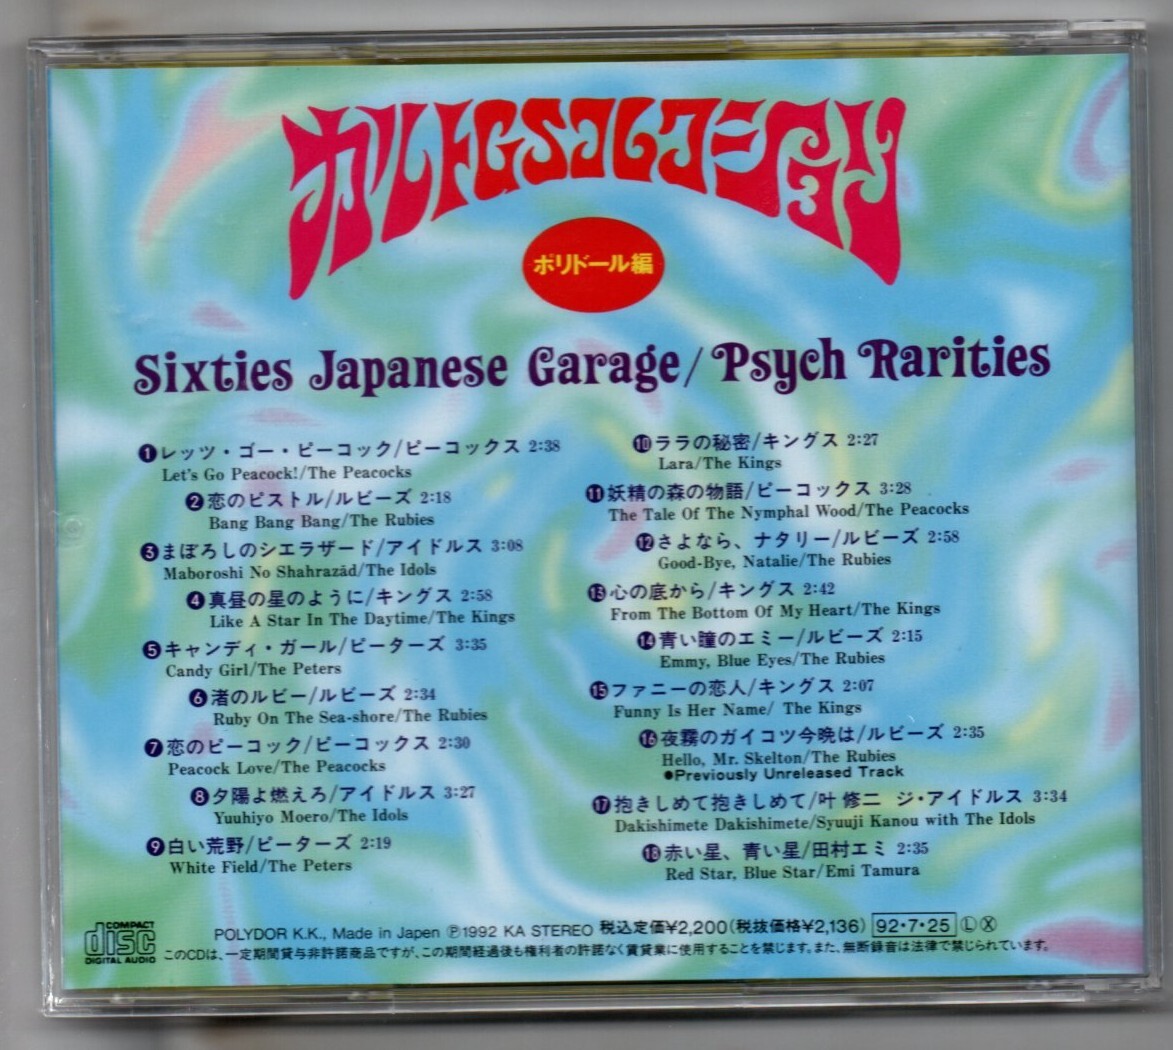 カルトGSコレクション
ポリドール編
Sixties Japanese Garage/Psych Rarities
❶レッツ・ゴー・ピーコック/ピーコックス 2:38
Let's Go Peacock!/The Peacocks
❷恋のピストル/ルビーズ 2:18
Bang Bang Bang/The Rubies
❸まぼろしのシエラザード/アイドルス 3:08
Maboroshi No Shahrazād/The Idols
❹真昼の星のように/キングス 2:58
Like A Star In The Daytime/The Kings
❺キャンディ・ガール/ピーターズ 3:35
Candy Girl/The Peters
❻渚のルビー/ルビーズ 2:34
Ruby On The Sea-shore/The Rubies
❼恋のピーコック/ピーコックス 2:30
Peacock Love/The Peacocks
❽夕陽よ燃えろ/アイドルス 3:27
Yuuhiyo Moero/The Idols
❾白い荒野/ピーターズ 2:19
White Field/The Peters
❿ララの秘密/キングス 2:27
Lara/The Kings
⓫妖精の森の物語/ピーコックス 3:28
The Tale Of The Nymphal Wood/The Peacocks
⓬さよなら、ナタリー/ルビーズ 2:58
Good-Bye, Natalie/The Rubies
⓭心の底から/キングス 2:42
From The Bottom Of My Heart/The Kings
⓮青い瞳のエミー/ルビーズ 2:15
Emmy, Blue Eyes/The Rubies
⓯ファニーの恋人/キングス 2:07
Funny Is Her Name/ The Kings
⓰夜霧のガイコツ今晩は/ルビーズ 2:35
Hello, Mr. Skelton/The Rubies
●Previously Unreleased Track
⓱抱きしめて抱きしめて/叶 修二 ジ・アイドルス 3:34
Dakishimete Dakishimete/Syuuji Kanou with The Idols
⓲赤い星、青い星/田村エミ 2:35
Red Star, Blue Star/Emi Tamura
COMPACT
disc
DIGITAL AUDIO
POLYDOR K.K., Made in Japan Ⓟ1992 KA STEREO 税込定価¥2,200(税抜価格¥2,136) 92・7・25 Ⓛ Ⓧ
このCDは、一定期間貸与非許諾商品ですが、この期間経過後も権利者の許諾なく賃貸業に使用することを禁じます。また、無断録音は法律で禁じられています。